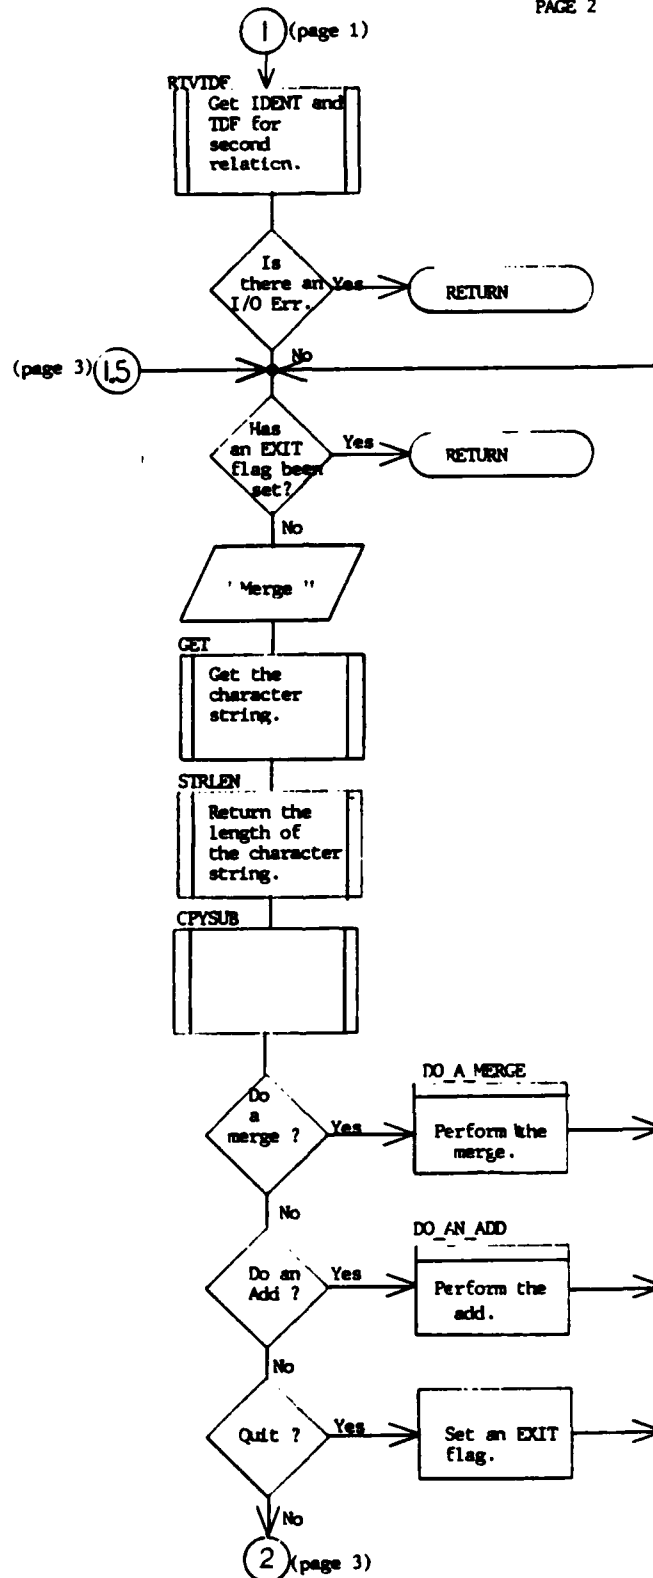 PAGE 2
1 (page 1)
RTVTDF
Get IDENT and
TDF for
second
relation.
Is
there an
I/O Err.
Yes
RETURN
No
(page 3) 1.5
Has
an EXIT
flag been
set?
Yes
RETURN
No
"Merge"
GET
Get the
character
string.
STRLEN
Return the
length of
the character
string.
CPYSUB
Do
a
merge ?
Yes
DO_A_MERGE
Perform the
merge.
No
Do an
Add ?
Yes
DO_AN_ADD
Perform the
add.
No
Quit ?
Yes
Set an EXIT
flag.
No
2 (page 3)